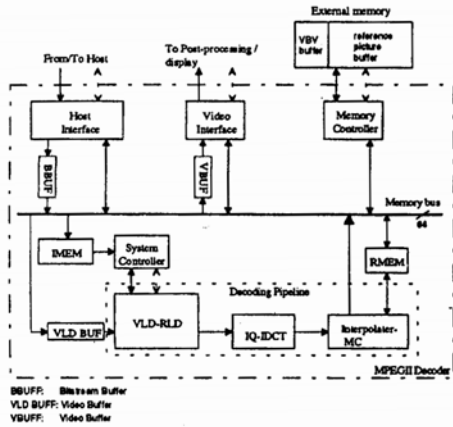 External memory
VBV
buffer
reference
picture
buffer
From/To Host
To Post-processing /
display
Host
Interface
Video
Interface
Memory
Controller
BBUF
VBUF
Memory bus
64
IMEM
System
Controller
RMEM
Decoding Pipeline
VLD BUF
VLD-RLD
IQ-IDCT
Interpolater-
MC
MPEGII Decoder
BBUFF: Bitstream Buffer
VLD BUFF: Video Buffer
VBUFF: Video Buffer